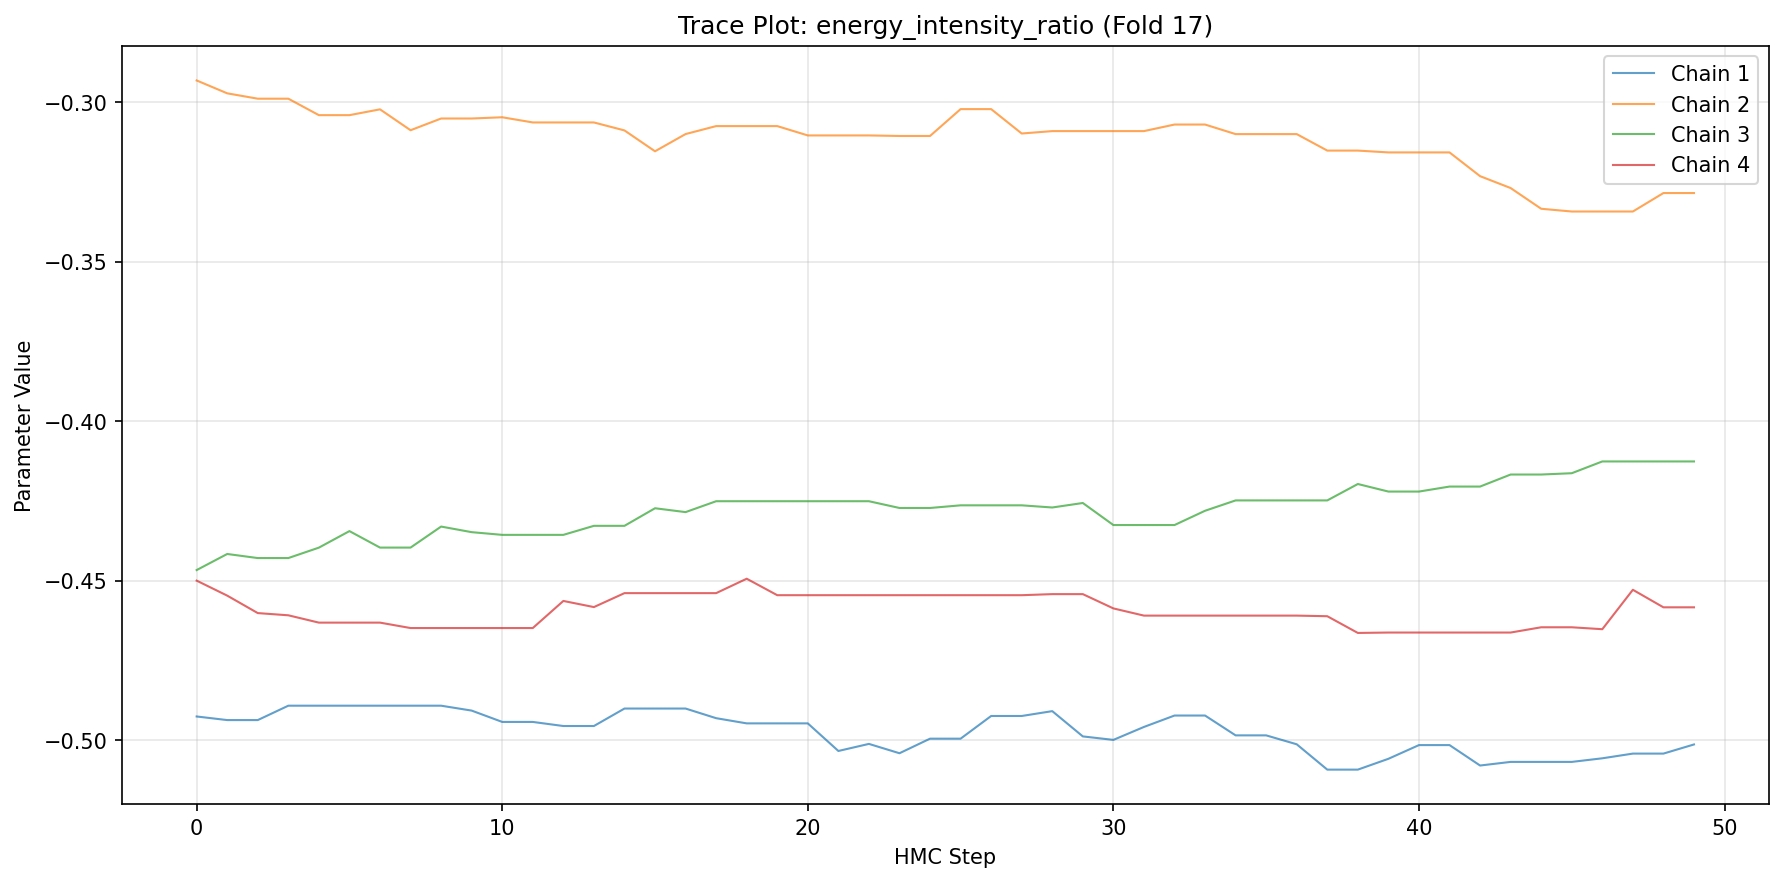 Trace Plot: energy_intensity_ratio (Fold 17)
Chain 1
Chain 2
Chain 3
Chain 4
−0.30
−0.35
−0.40
−0.45
−0.50
Parameter Value
0 10 20 30 40 50
HMC Step